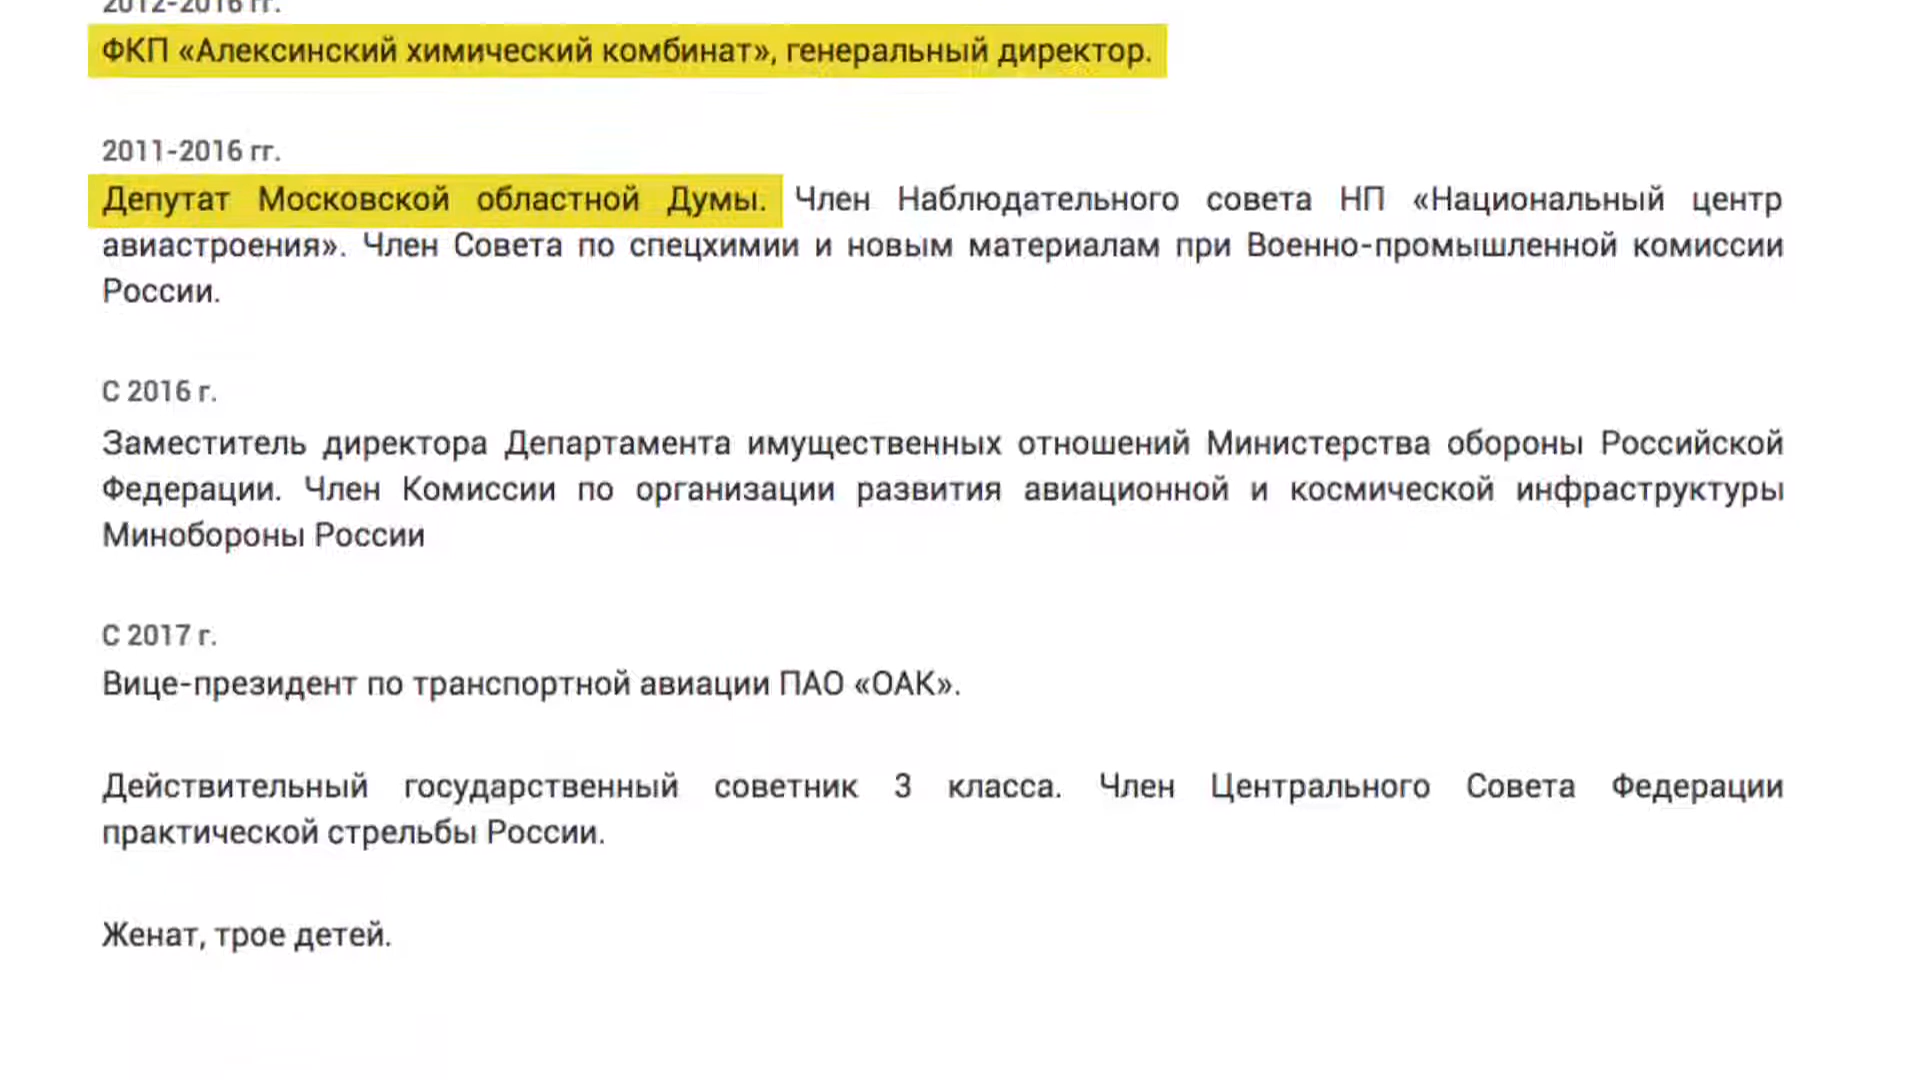 2012-2016 гг.
ФКП «Алексинский химический комбинат», генеральный директор.
2011-2016 гг.
Депутат Московской областной Думы. Член Наблюдательного совета НП «Национальный центр
авиастроения». Член Совета по спецхимии и новым материалам при Военно-промышленной комиссии
России.
С 2016 г.
Заместитель директора Департамента имущественных отношений Министерства обороны Российской
Федерации. Член Комиссии по организации развития авиационной и космической инфраструктуры
Минобороны России
С 2017 г.
Вице-президент по транспортной авиации ПАО «ОАК».
Действительный государственный советник 3 класса. Член Центрального Совета Федерации
практической стрельбы России.
Женат, трое детей.